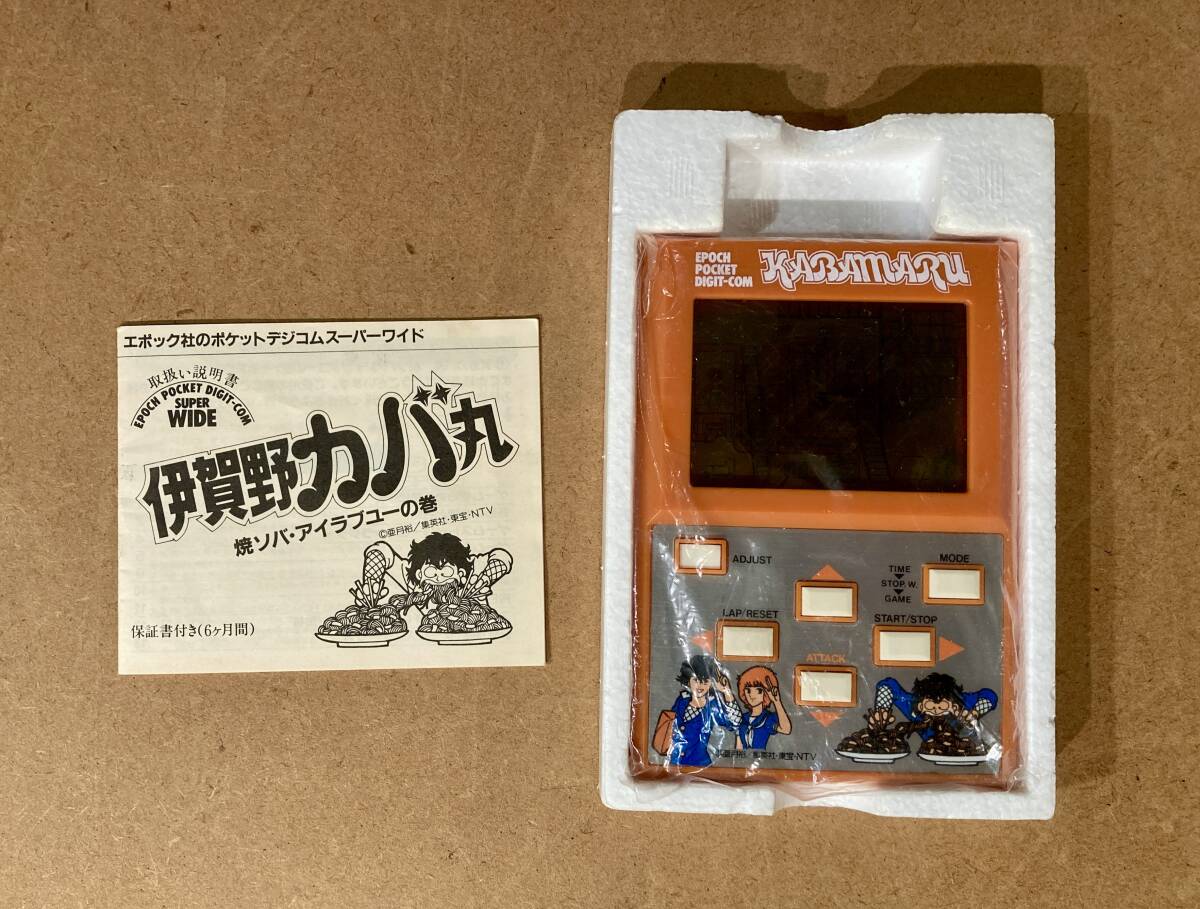 エポック社のポケットデジコムスーパーワイド
取扱い説明書
EPOCH POCKET DIGIT-COM
SUPER
WIDE
伊賀野カバ丸
焼ソバ・アイラブユーの巻
©亜月裕/集英社・東宝・NTV
保証書付き(6ヶ月間)
EPOCH
POCKET
DIGIT-COM
KABAMARU
ADJUST
MODE
TIME
STOP. W.
GAME
LAP/RESET
START/STOP
ATTACK
亜月裕/集英社・東宝・NTV